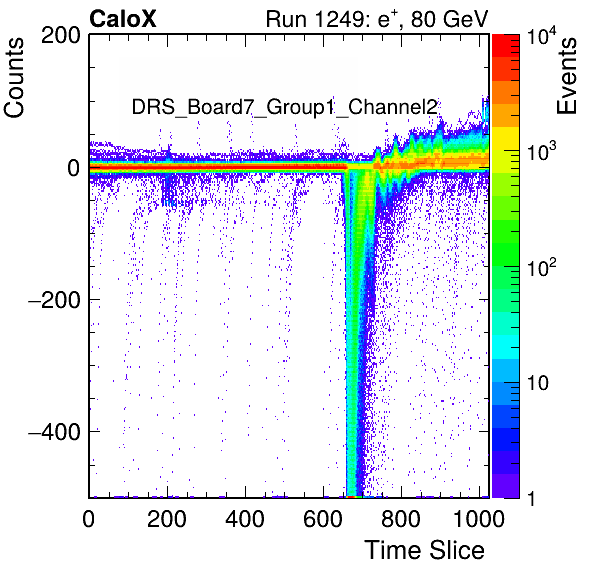 CaloX Run 1249: e⁺, 80 GeV
Counts
Events
DRS_Board7_Group1_Channel2
200
0
−200
−400
0 200 400 600 800 1000
Time Slice
10⁴
10³
10²
10
1